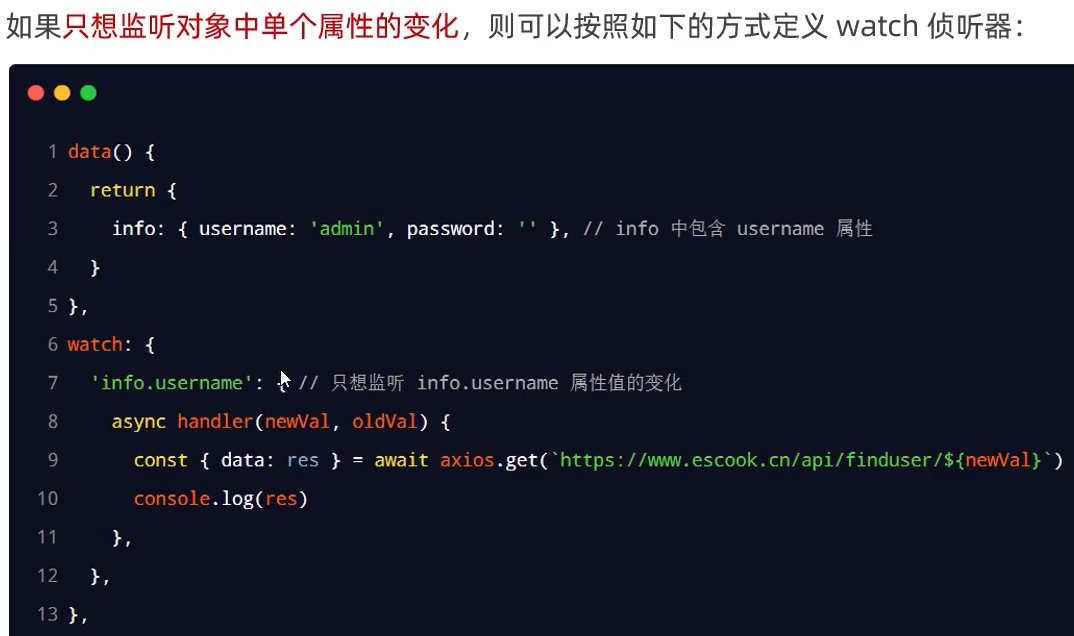 如果只想监听对象中单个属性的变化，则可以按照如下的方式定义 watch 侦听器：
1 data() {
2   return {
3     info: { username: 'admin', password: '' }, // info 中包含 username 属性
4   }
5 },
6 watch: {
7   'info.username': { // 只想监听 info.username 属性值的变化
8     async handler(newVal, oldVal) {
9       const { data: res } = await axios.get(`https://www.escook.cn/api/finduser/${newVal}`)
10       console.log(res)
11     },
12   },
13 },